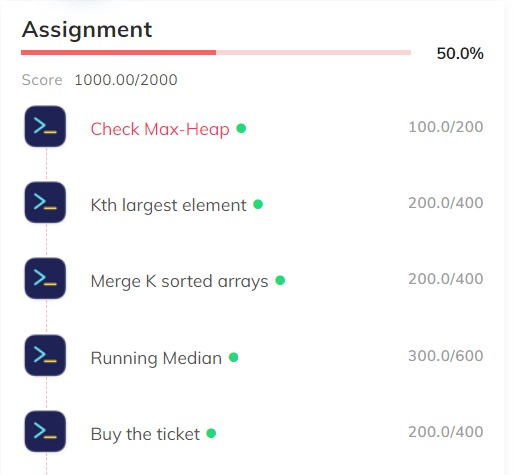 Assignment
50.0%
Score 1000.00/2000
Check Max-Heap 100.0/200
Kth largest element 200.0/400
Merge K sorted arrays 200.0/400
Running Median 300.0/600
Buy the ticket 200.0/400